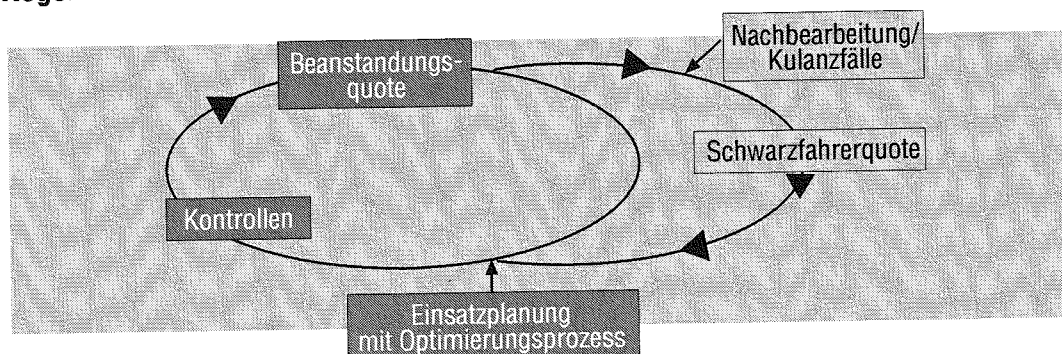 Beanstandungs-
quote
Nachbearbeitung/
Kulanzfälle
Schwarzfahrerquote
Kontrollen
Einsatzplanung
mit Optimierungsprozess